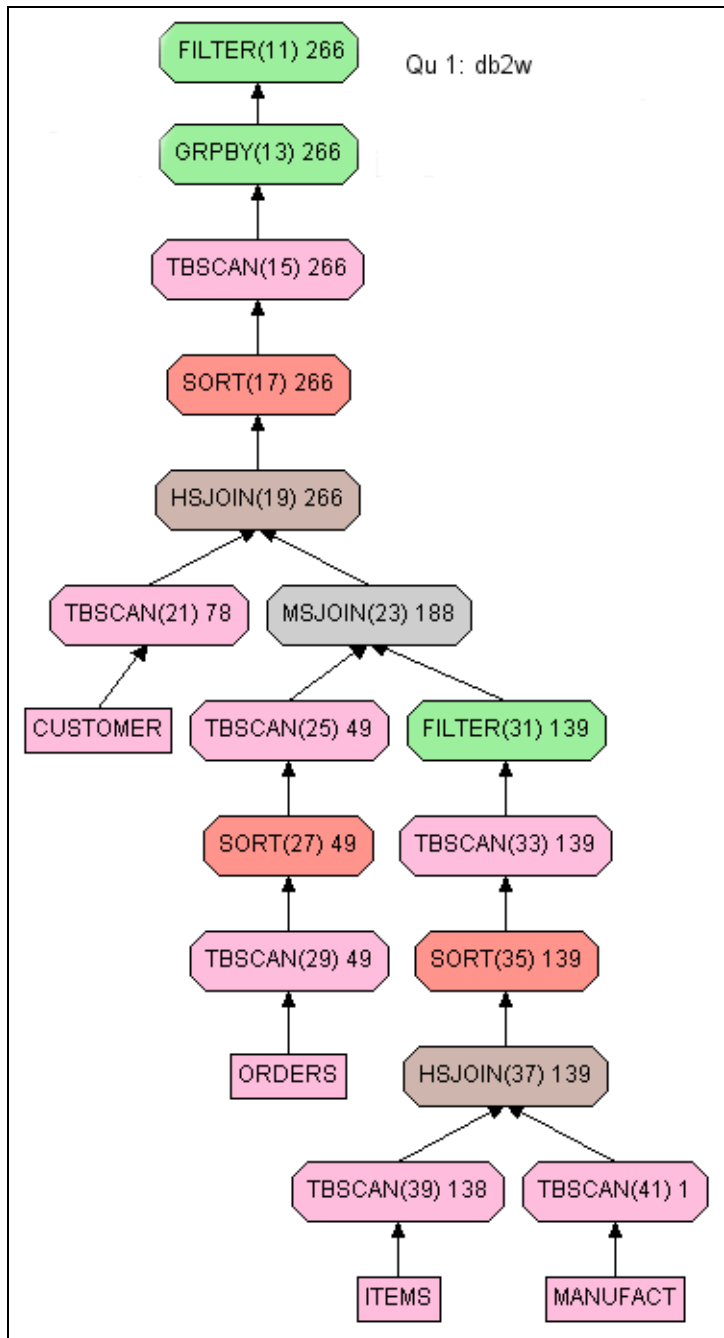 FILTER(11) 266
Qu 1: db2w
GRPBY(13) 266
TBSCAN(15) 266
SORT(17) 266
HSJOIN(19) 266
TBSCAN(21) 78
MSJOIN(23) 188
CUSTOMER
TBSCAN(25) 49
FILTER(31) 139
SORT(27) 49
TBSCAN(33) 139
TBSCAN(29) 49
SORT(35) 139
ORDERS
HSJOIN(37) 139
TBSCAN(39) 138
TBSCAN(41) 1
ITEMS
MANUFACT